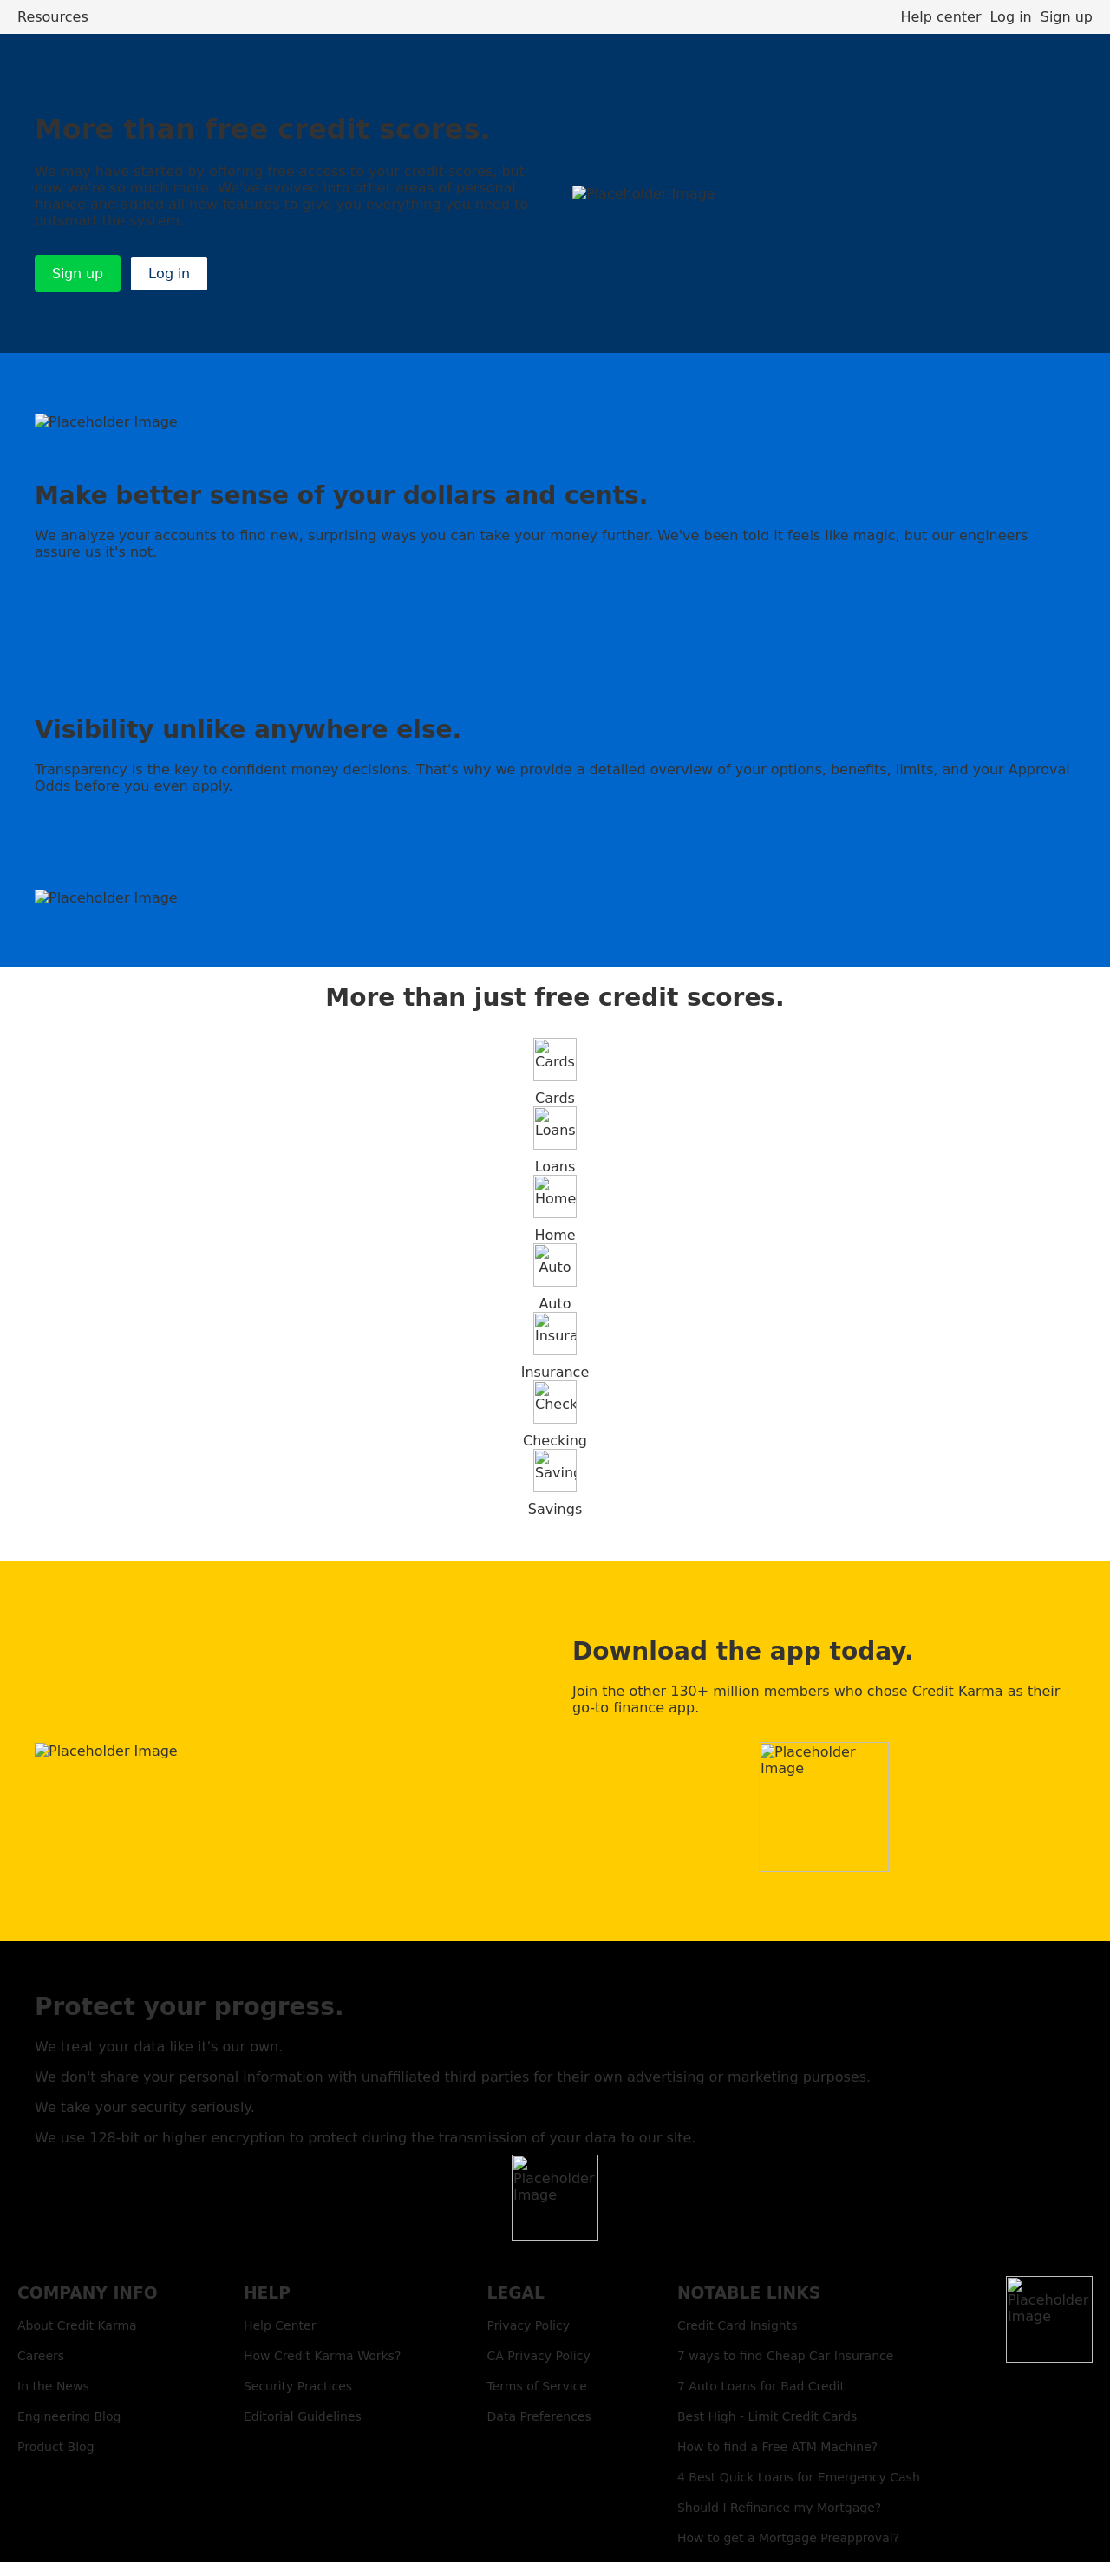 Resources
Help center Log in Sign up
More than free credit scores.
We may have started by offering free access to your credit scores, but
now we're so much more. We've evolved into other areas of personal
finance and added all-new features to give you everything you need to
outsmart the system.
Placeholder Image
Sign up Log in
Placeholder Image
Make better sense of your dollars and cents.
We analyze your accounts to find new, surprising ways you can take your money further. We've been told it feels like magic, but our engineers
assure us it's not.
Visibility unlike anywhere else.
Transparency is the key to confident money decisions. That's why we provide a detailed overview of your options, benefits, limits, and your Approval
Odds before you even apply.
Placeholder Image
More than just free credit scores.
Cards
Cards
Loans
Loans
Home
Home
Auto
Auto
Insura
Insurance
Check
Checking
Saving
Savings
Placeholder Image
Download the app today.
Join the other 130+ million members who chose Credit Karma as their
go-to finance app.
Placeholder
Image
Protect your progress.
We treat your data like it's our own.
We don't share your personal information with unaffiliated third parties for their own advertising or marketing purposes.
We take your security seriously.
We use 128-bit or higher encryption to protect during the transmission of your data to our site.
Placeholder
Image
COMPANY INFO
About Credit Karma
Careers
In the News
Engineering Blog
Product Blog
HELP
Help Center
How Credit Karma Works?
Security Practices
Editorial Guidelines
LEGAL
Privacy Policy
CA Privacy Policy
Terms of Service
Data Preferences
NOTABLE LINKS
Credit Card Insights
7 ways to find Cheap Car Insurance
7 Auto Loans for Bad Credit
Best High - Limit Credit Cards
How to find a Free ATM Machine?
4 Best Quick Loans for Emergency Cash
Should I Refinance my Mortgage?
How to get a Mortgage Preapproval?
Placeholder
Image